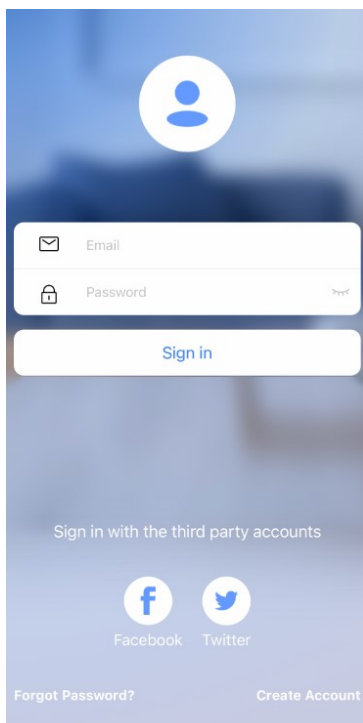 Email
Password
Sign in
Sign in with the third party accounts
Facebook Twitter
Forgot Password? Create Account